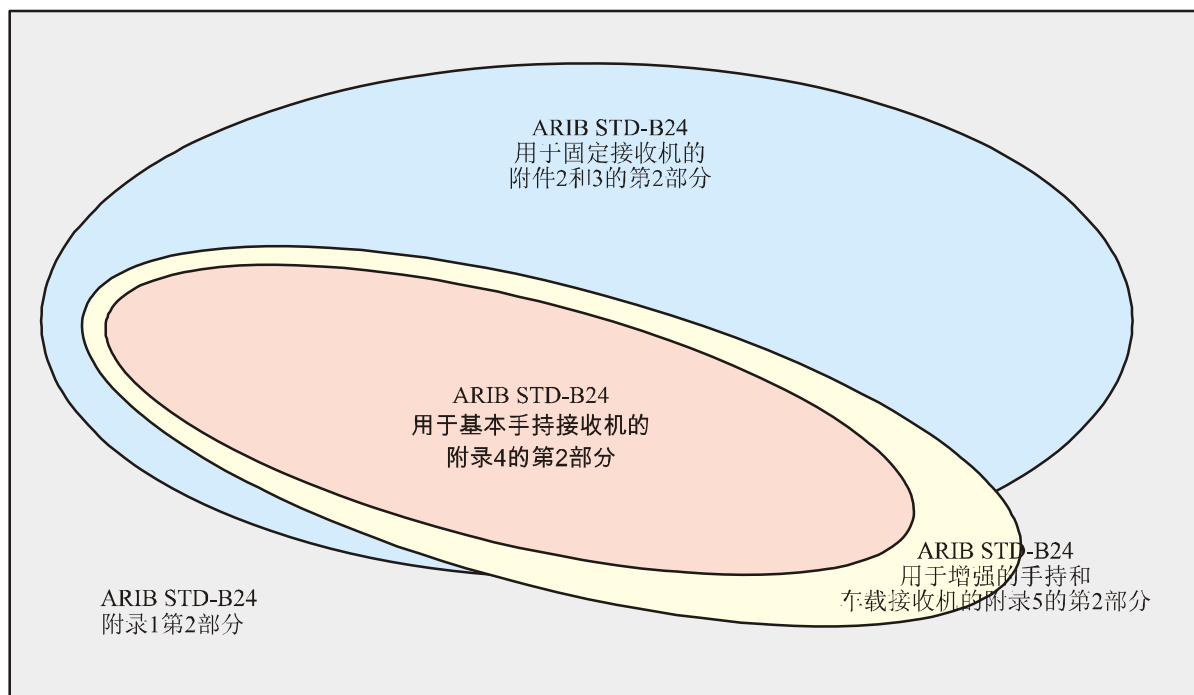 ARIB STD-B24
用于固定接收机的
附件2和3的第2部分
ARIB STD-B24
用于基本手持接收机的
附录4的第2部分
ARIB STD-B24
用于增强的手持和
车载接收机的附录5的第2部分
ARIB STD-B24
附录1第2部分